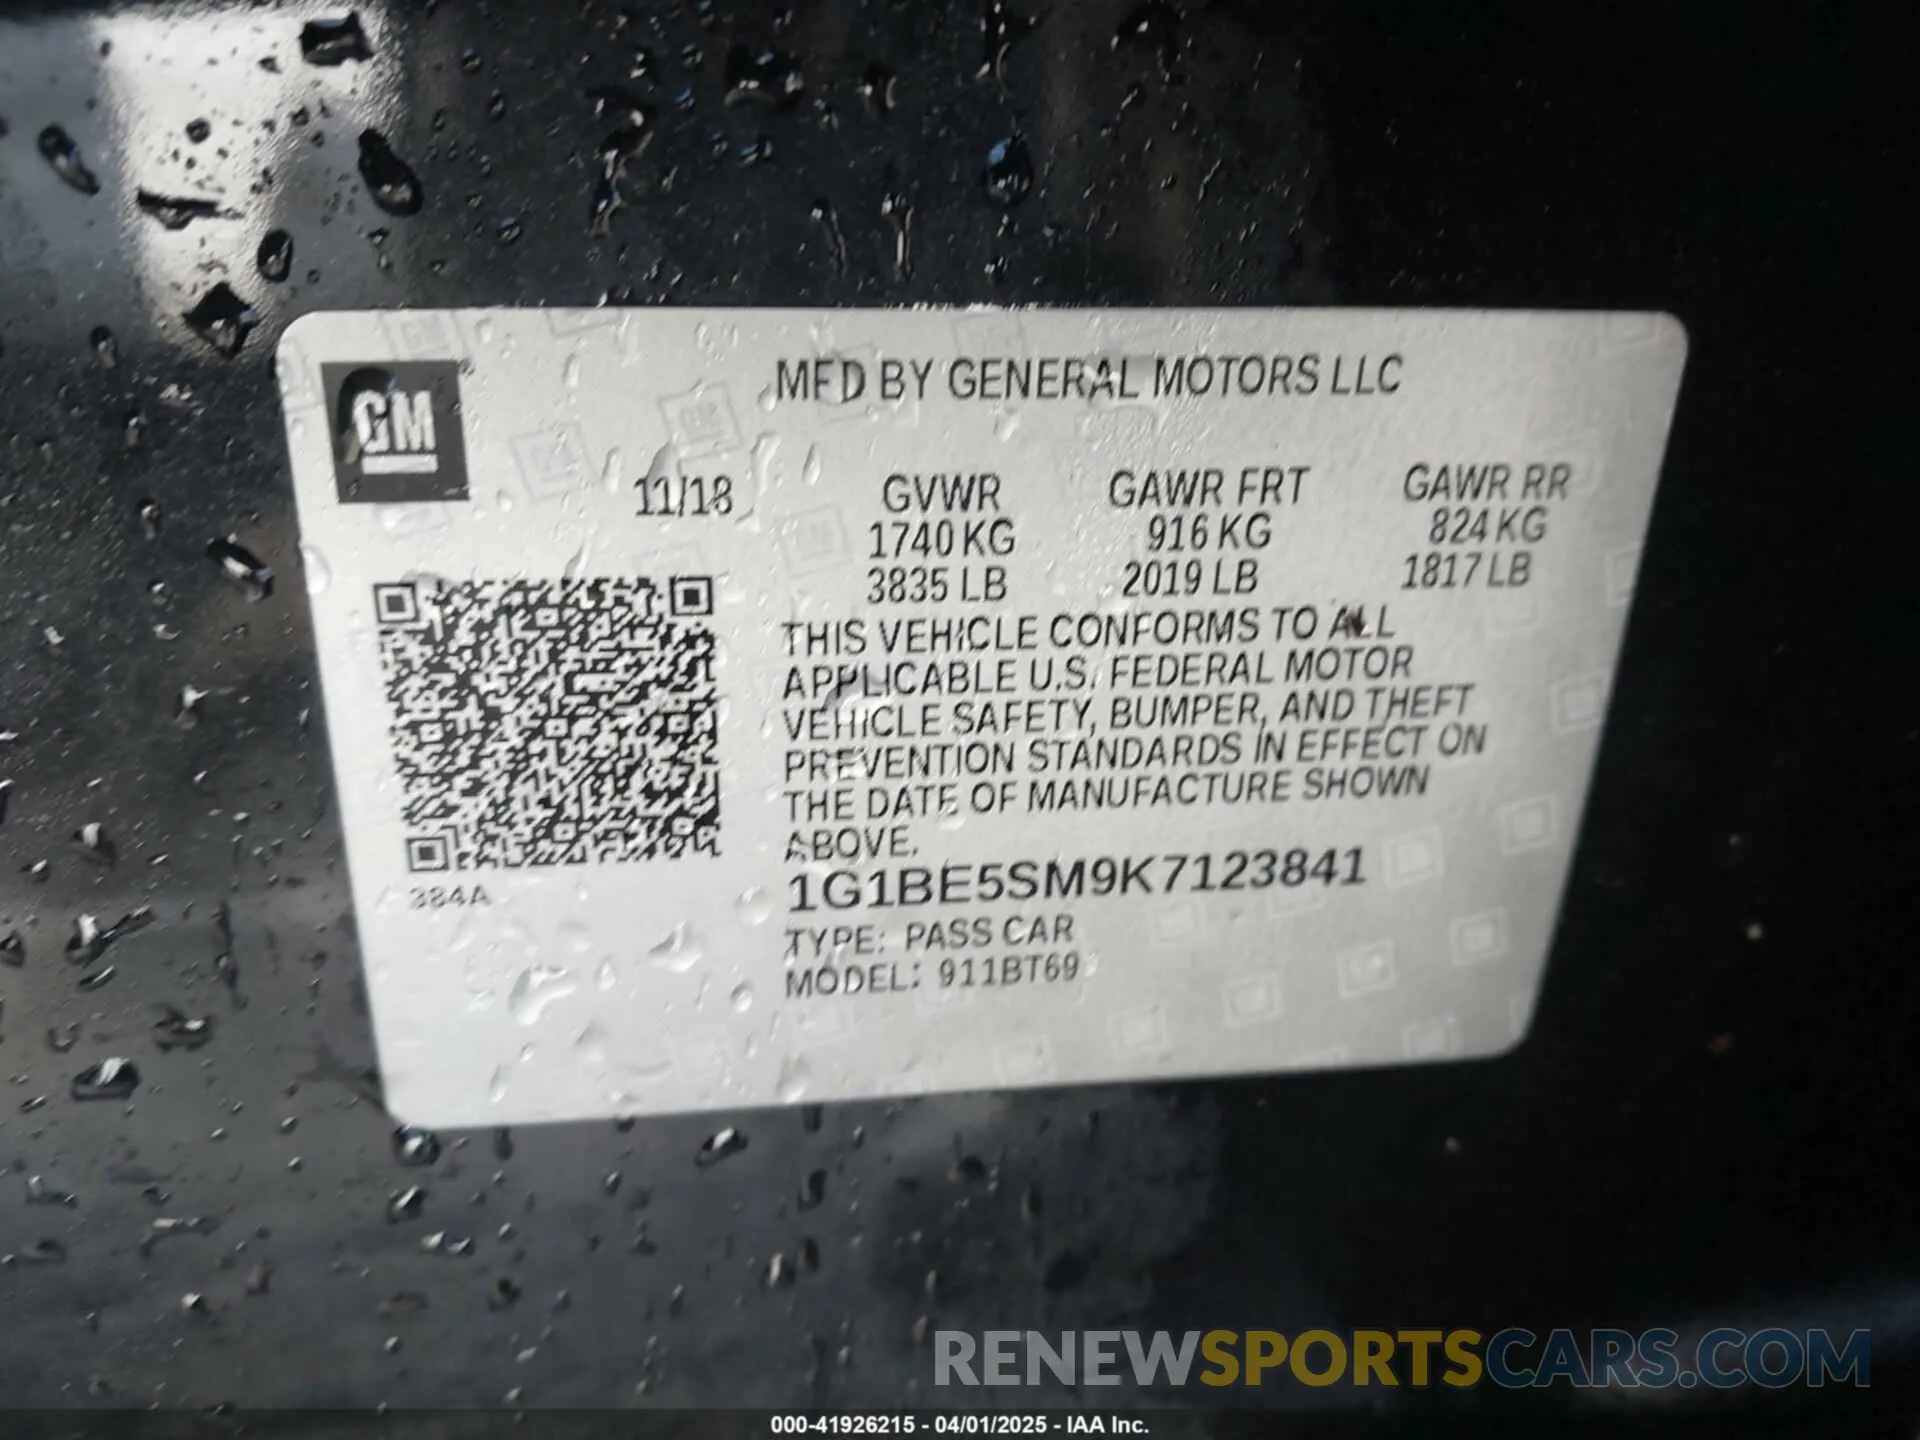 GM
MFD BY GENERAL MOTORS LLC
11/18 GVWR GAWR FRT GAWR RR
1740 KG 916 KG 824 KG
3835 LB 2019 LB 1817 LB
THIS VEHICLE CONFORMS TO ALL
APPLICABLE U.S. FEDERAL MOTOR
VEHICLE SAFETY, BUMPER, AND THEFT
PREVENTION STANDARDS IN EFFECT ON
THE DATE OF MANUFACTURE SHOWN
ABOVE.
384A
1G1BE5SM9K7123841
TYPE: PASS CAR
MODEL: 911BT69
RENEWSPORTSCARS.COM
000-41926215 - 04/01/2025 - IAA Inc.